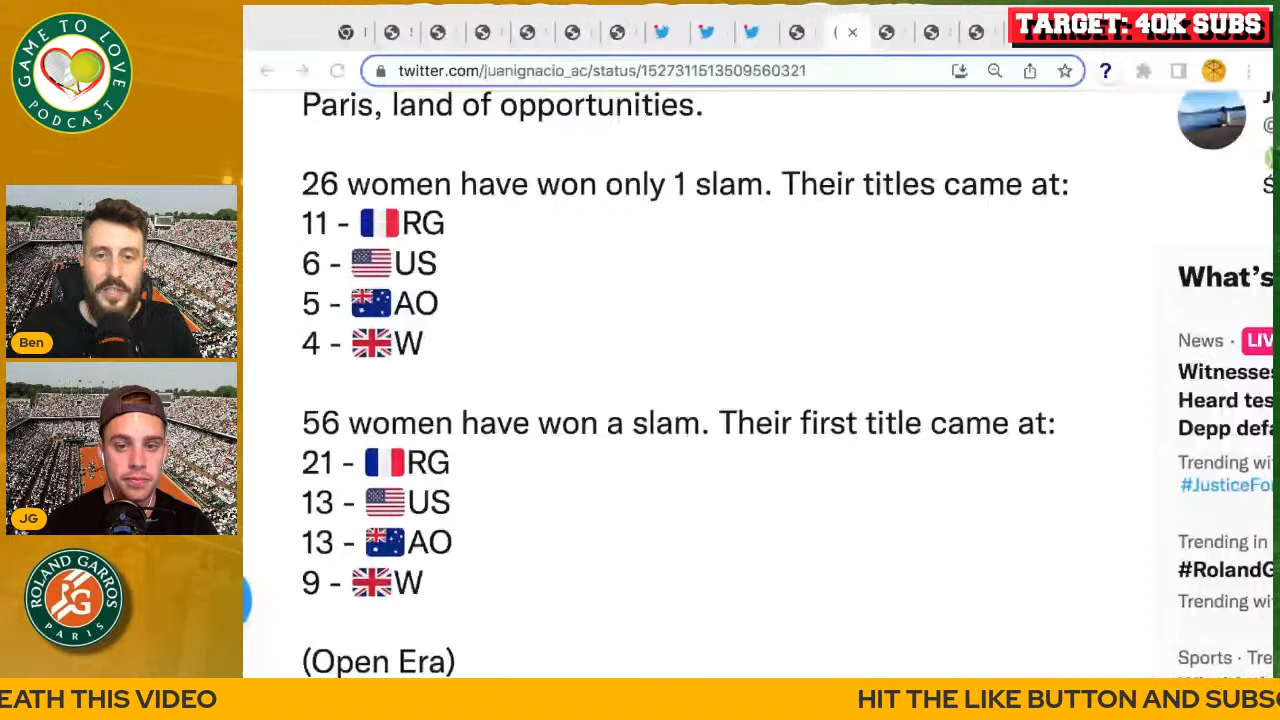 GAME TO LOVE
PODCAST
TARGET: 40K SUBS
twitter.com/juanignacio_ac/status/1527311513509560321
?
Paris, land of opportunities.
26 women have won only 1 slam. Their titles came at:
11 - RG
6 - US
5 - AO
4 - W
56 women have won a slam. Their first title came at:
21 - RG
13 - US
13 - AO
9 - W
(Open Era)
What's
News · LIV
Witnesses
Heard tes
Depp defa
Trending wi
#JusticeFo
Trending in
#RolandG
Trending wi
Sports · Tre
Ben
JG
ROLAND GARROS
RG
PARIS
EATH THIS VIDEO
HIT THE LIKE BUTTON AND SUBS